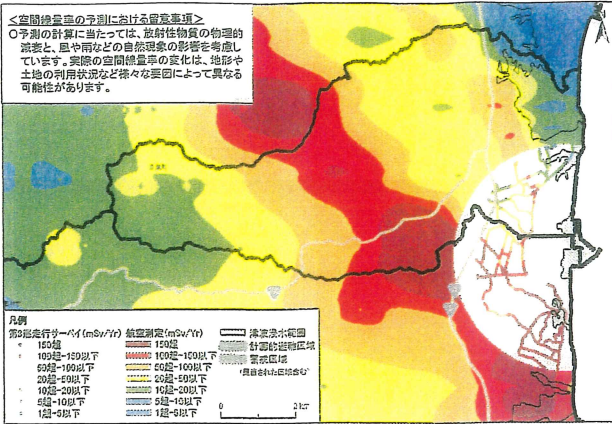 <空間線量率の予測における留意事項>
○予測の計算に当たっては、放射性物質の物理的
減衰と、風や雨などの自然現象の影響を考慮し
ています。実際の空間線量率の変化は、地形や
土地の利用状況など様々な要因によって異なる
可能性があります。
凡例
走行サーベイ(mSv/Yr) 航空測定(mSv/Yr) 津波浸水範囲
150超 150超 計画的避難区域
100超-150以下 100超-150以下 警戒区域
50超-100以下 50超-100以下
20超-50以下 20超-50以下
10超-20以下 10超-20以下
5超-10以下 5超-10以下
1超-5以下 1超-5以下
0 2km